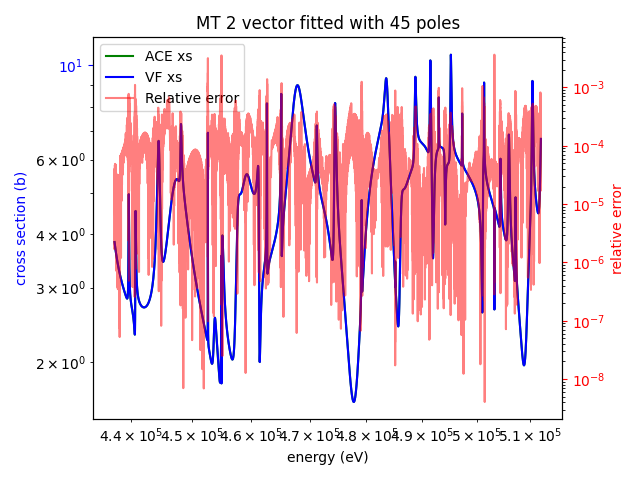 MT 2 vector fitted with 45 poles
ACE xs
VF xs
Relative error
cross section (b)
10¹
6 × 10⁰
4 × 10⁰
3 × 10⁰
2 × 10⁰
10⁻³
10⁻⁴
10⁻⁵
10⁻⁶
10⁻⁷
10⁻⁸
relative error
4.4 × 10⁵ 4.5 × 10⁵ 4.6 × 10⁵ 4.7 × 10⁵ 4.8 × 10⁵ 4.9 × 10⁵ 5 × 10⁵ 5.1 × 10⁵
energy (eV)